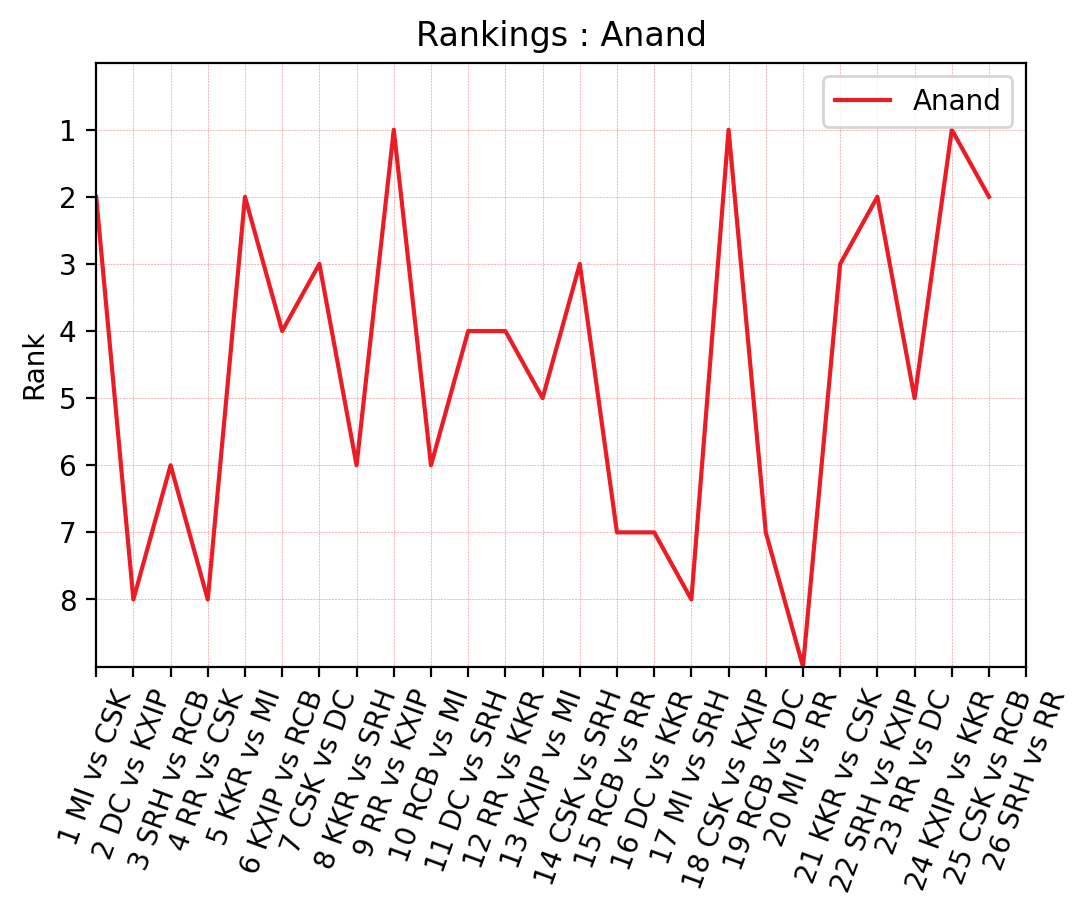 Rankings : Anand
Anand
Rank
1
2
3
4
5
6
7
8
1 MI vs CSK
2 DC vs KXIP
3 SRH vs RCB
4 RR vs CSK
5 KKR vs MI
6 KXIP vs RCB
7 CSK vs DC
8 KKR vs SRH
9 RR vs KXIP
10 RCB vs MI
11 DC vs SRH
12 RR vs KKR
13 KXIP vs MI
14 CSK vs SRH
15 RCB vs RR
16 DC vs KKR
17 MI vs SRH
18 CSK vs KXIP
19 RCB vs DC
20 MI vs RR
21 KKR vs CSK
22 SRH vs KXIP
23 RR vs DC
24 KXIP vs KKR
25 CSK vs RCB
26 SRH vs RR